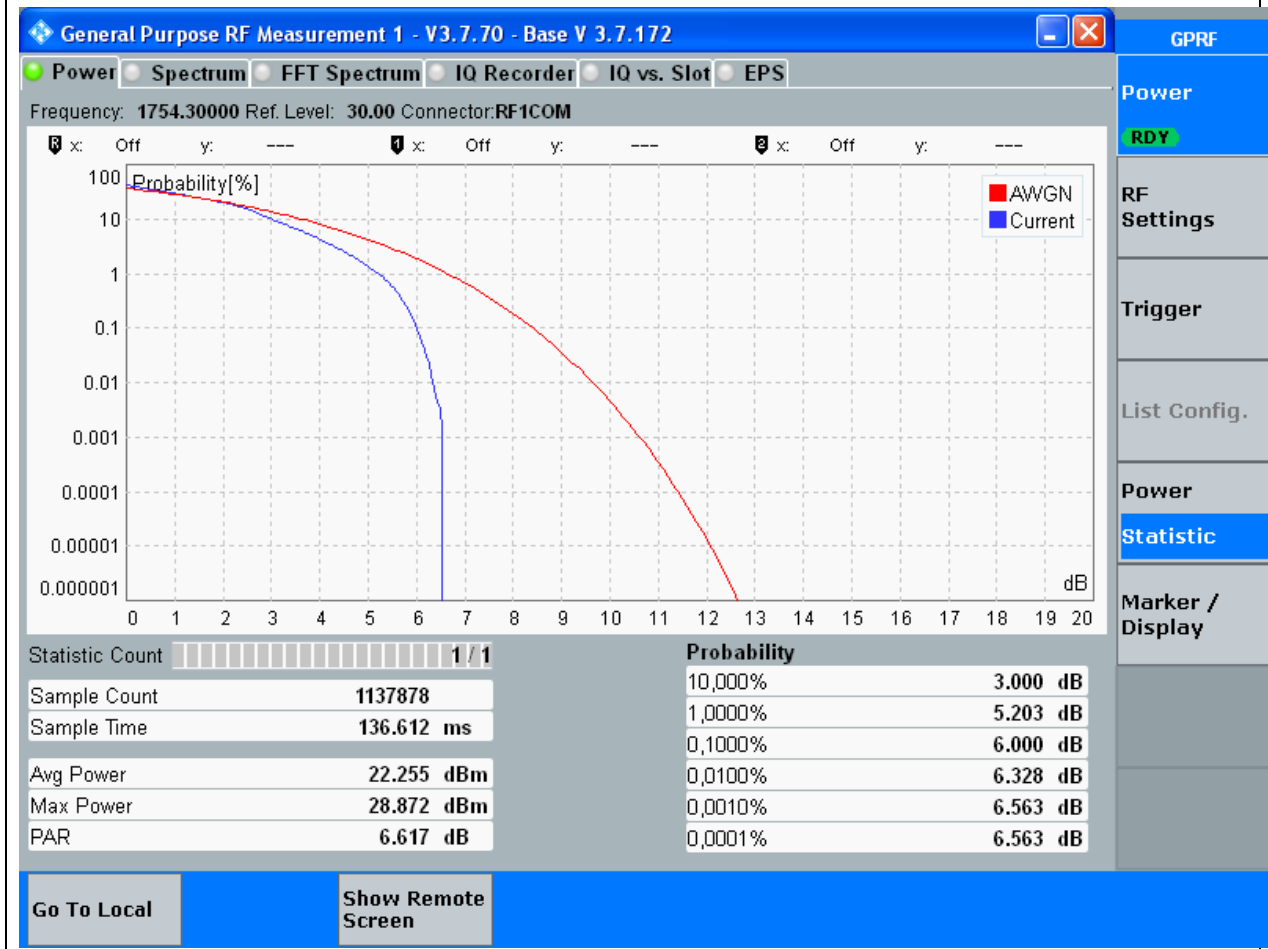 General Purpose RF Measurement 1 - V3.7.70 - Base V 3.7.172
GPRF
Power Spectrum FFT Spectrum IQ Recorder IQ vs. Slot EPS
Frequency: 1754.30000 Ref. Level: 30.00 Connector:RF1COM
R x: Off y: --- 1 x: Off y: --- 2 x: Off y: ---
Probability[%]
AWGN
Current
100
10
1
0.1
0.01
0.001
0.0001
0.00001
0.000001
dB
0 1 2 3 4 5 6 7 8 9 10 11 12 13 14 15 16 17 18 19 20
Statistic Count 1 / 1
Sample Count 1137878
Sample Time 136.612 ms
Avg Power 22.255 dBm
Max Power 28.872 dBm
PAR 6.617 dB
Probability
10,000% 3.000 dB
1,0000% 5.203 dB
0,1000% 6.000 dB
0,0100% 6.328 dB
0,0010% 6.563 dB
0,0001% 6.563 dB
Power
RDY
RF
Settings
Trigger
List Config.
Power
Statistic
Marker /
Display
Go To Local
Show Remote
Screen